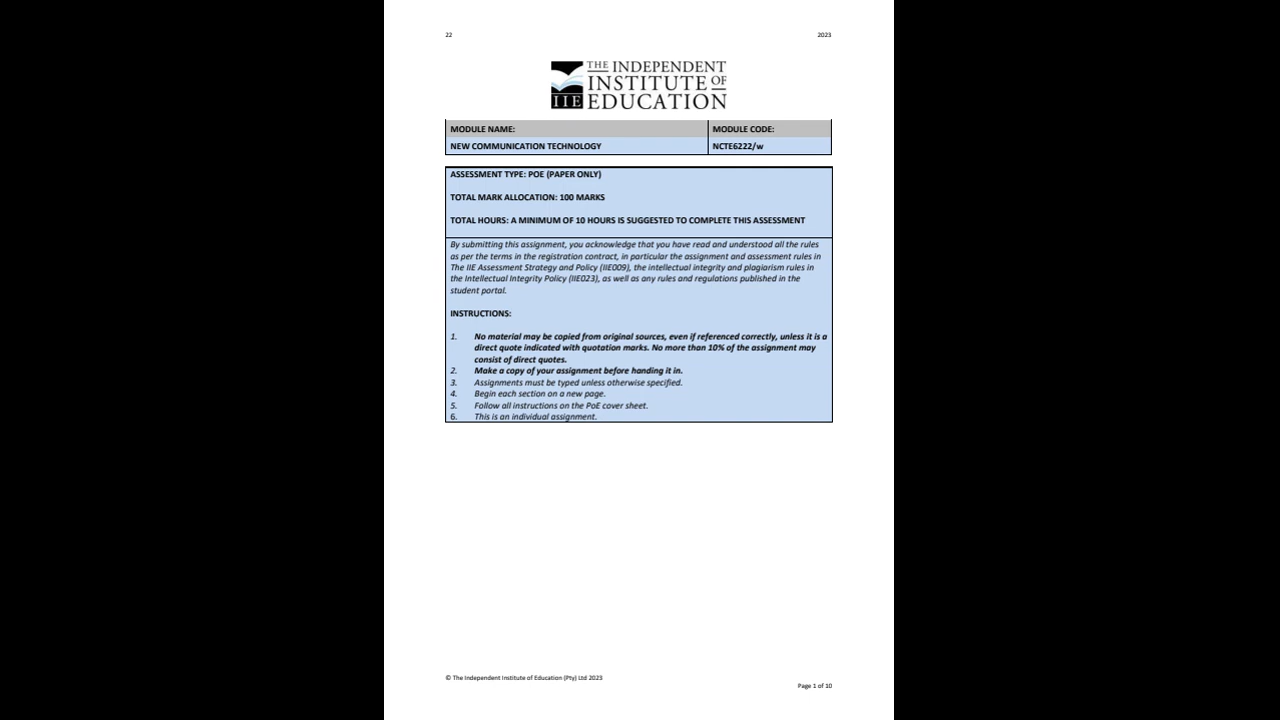 22 2023
THE INDEPENDENT
INSTITUTE OF
IIE EDUCATION
MODULE NAME: MODULE CODE:
NEW COMMUNICATION TECHNOLOGY NCTE6222/w
ASSESSMENT TYPE: POE (PAPER ONLY)
TOTAL MARK ALLOCATION: 100 MARKS
TOTAL HOURS: A MINIMUM OF 10 HOURS IS SUGGESTED TO COMPLETE THIS ASSESSMENT
By submitting this assignment, you acknowledge that you have read and understood all the rules
as per the terms in the registration contract, in particular the assignment and assessment rules in
The IIE Assessment Strategy and Policy (IIE009), the intellectual integrity and plagiarism rules in
the Intellectual Integrity Policy (IIE023), as well as any rules and regulations published in the
student portal.
INSTRUCTIONS:
1. No material may be copied from original sources, even if referenced correctly, unless it is a
direct quote indicated with quotation marks. No more than 10% of the assignment may
consist of direct quotes.
2. Make a copy of your assignment before handing it in.
3. Assignments must be typed unless otherwise specified.
4. Begin each section on a new page.
5. Follow all instructions on the PoE cover sheet.
6. This is an individual assignment.
© The Independent Institute of Education (Pty) Ltd 2023
Page 1 of 10